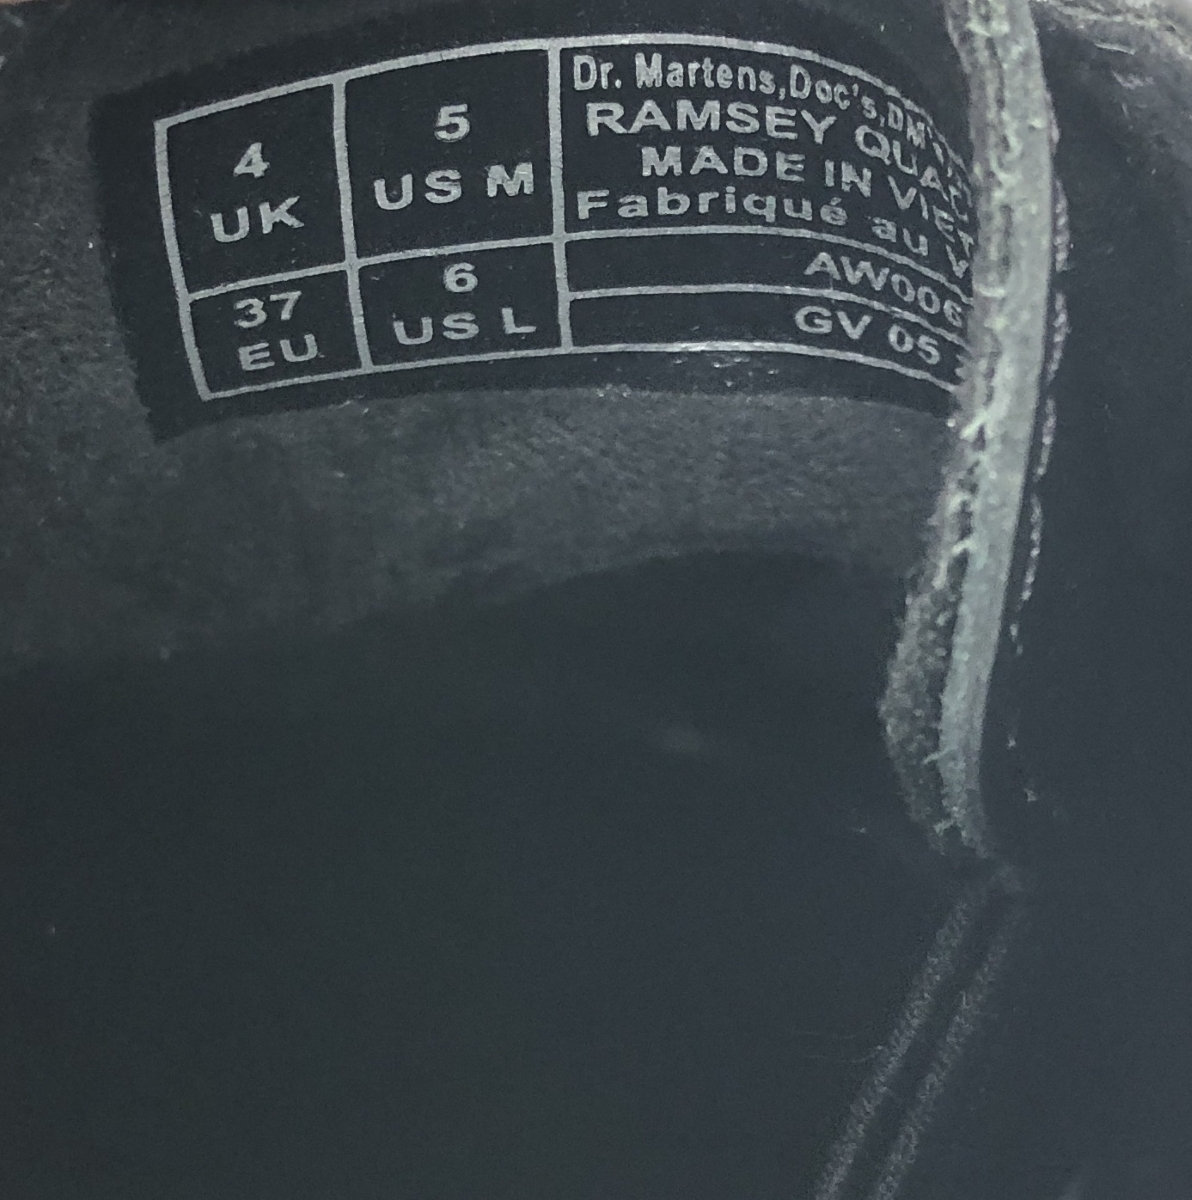 4
UK
5
US M
37
EU
6
US L
Dr. Martens,Doc's,DM's
RAMSEY
MADE IN
Fabriqué au
AW006
GV 05